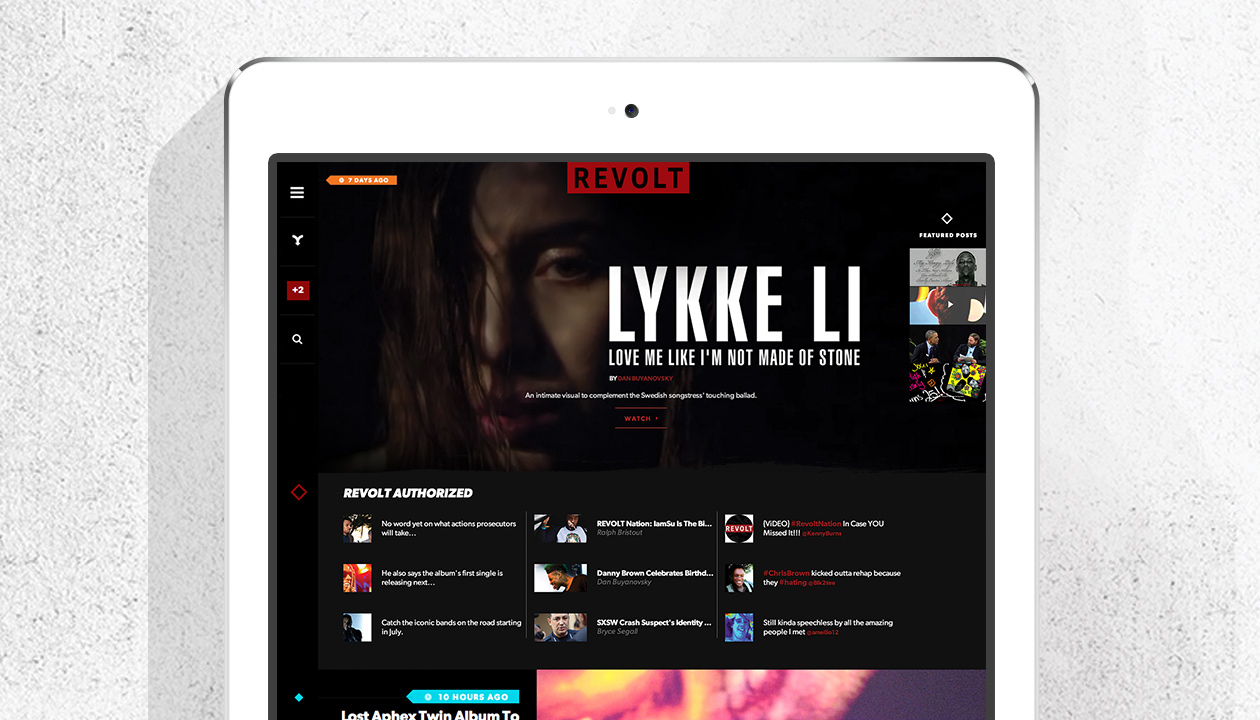 7 DAYS AGO
REVOLT
FEATURED POSTS
+2
LYKKE LI
LOVE ME LIKE I'M NOT MADE OF STONE
BY DAN BUYANOVSKY
An intimate visual to complement the Swedish songstress' touching ballad.
WATCH
REVOLT AUTHORIZED
No word yet on what actions prosecutors
will take...
He also says the album's first single is
releasing next...
Catch the iconic bands on the road starting
in July.
REVOLT Nation: IamSu Is The Bi...
Ralph Bristout
Danny Brown Celebrates Birthd...
Dan Buyanovsky
SXSW Crash Suspect's Identity ...
Bryce Segall
REVOLT
(ViDEO) #RevoltNation In Case YOU
Missed It!!! @KennyBurns
#ChrisBrown kicked outta rehap because
they #hating @Blk2tea
Still kinda speechless by all the amazing
people I met @amellio12
10 HOURS AGO
Lost Aphex Twin Album To